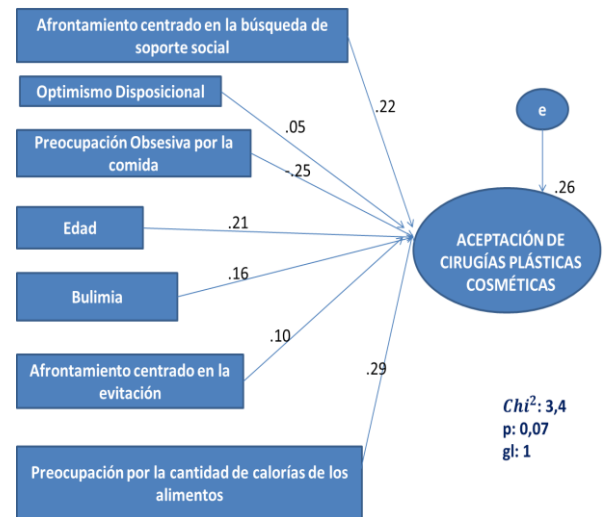 Afrontamiento centrado en la búsqueda de
soporte social
Optimismo Disposicional
.05
.22
e
Preocupación Obsesiva por la
comida
-.25
.26
Edad
.21
ACEPTACIÓN DE
CIRUGÍAS PLÁSTICAS
COSMÉTICAS
Bulimia
.16
.10
Afrontamiento centrado en la
evitación
.29
Chi²: 3,4
p: 0,07
gl: 1
Preocupación por la cantidad de calorías de los
alimentos